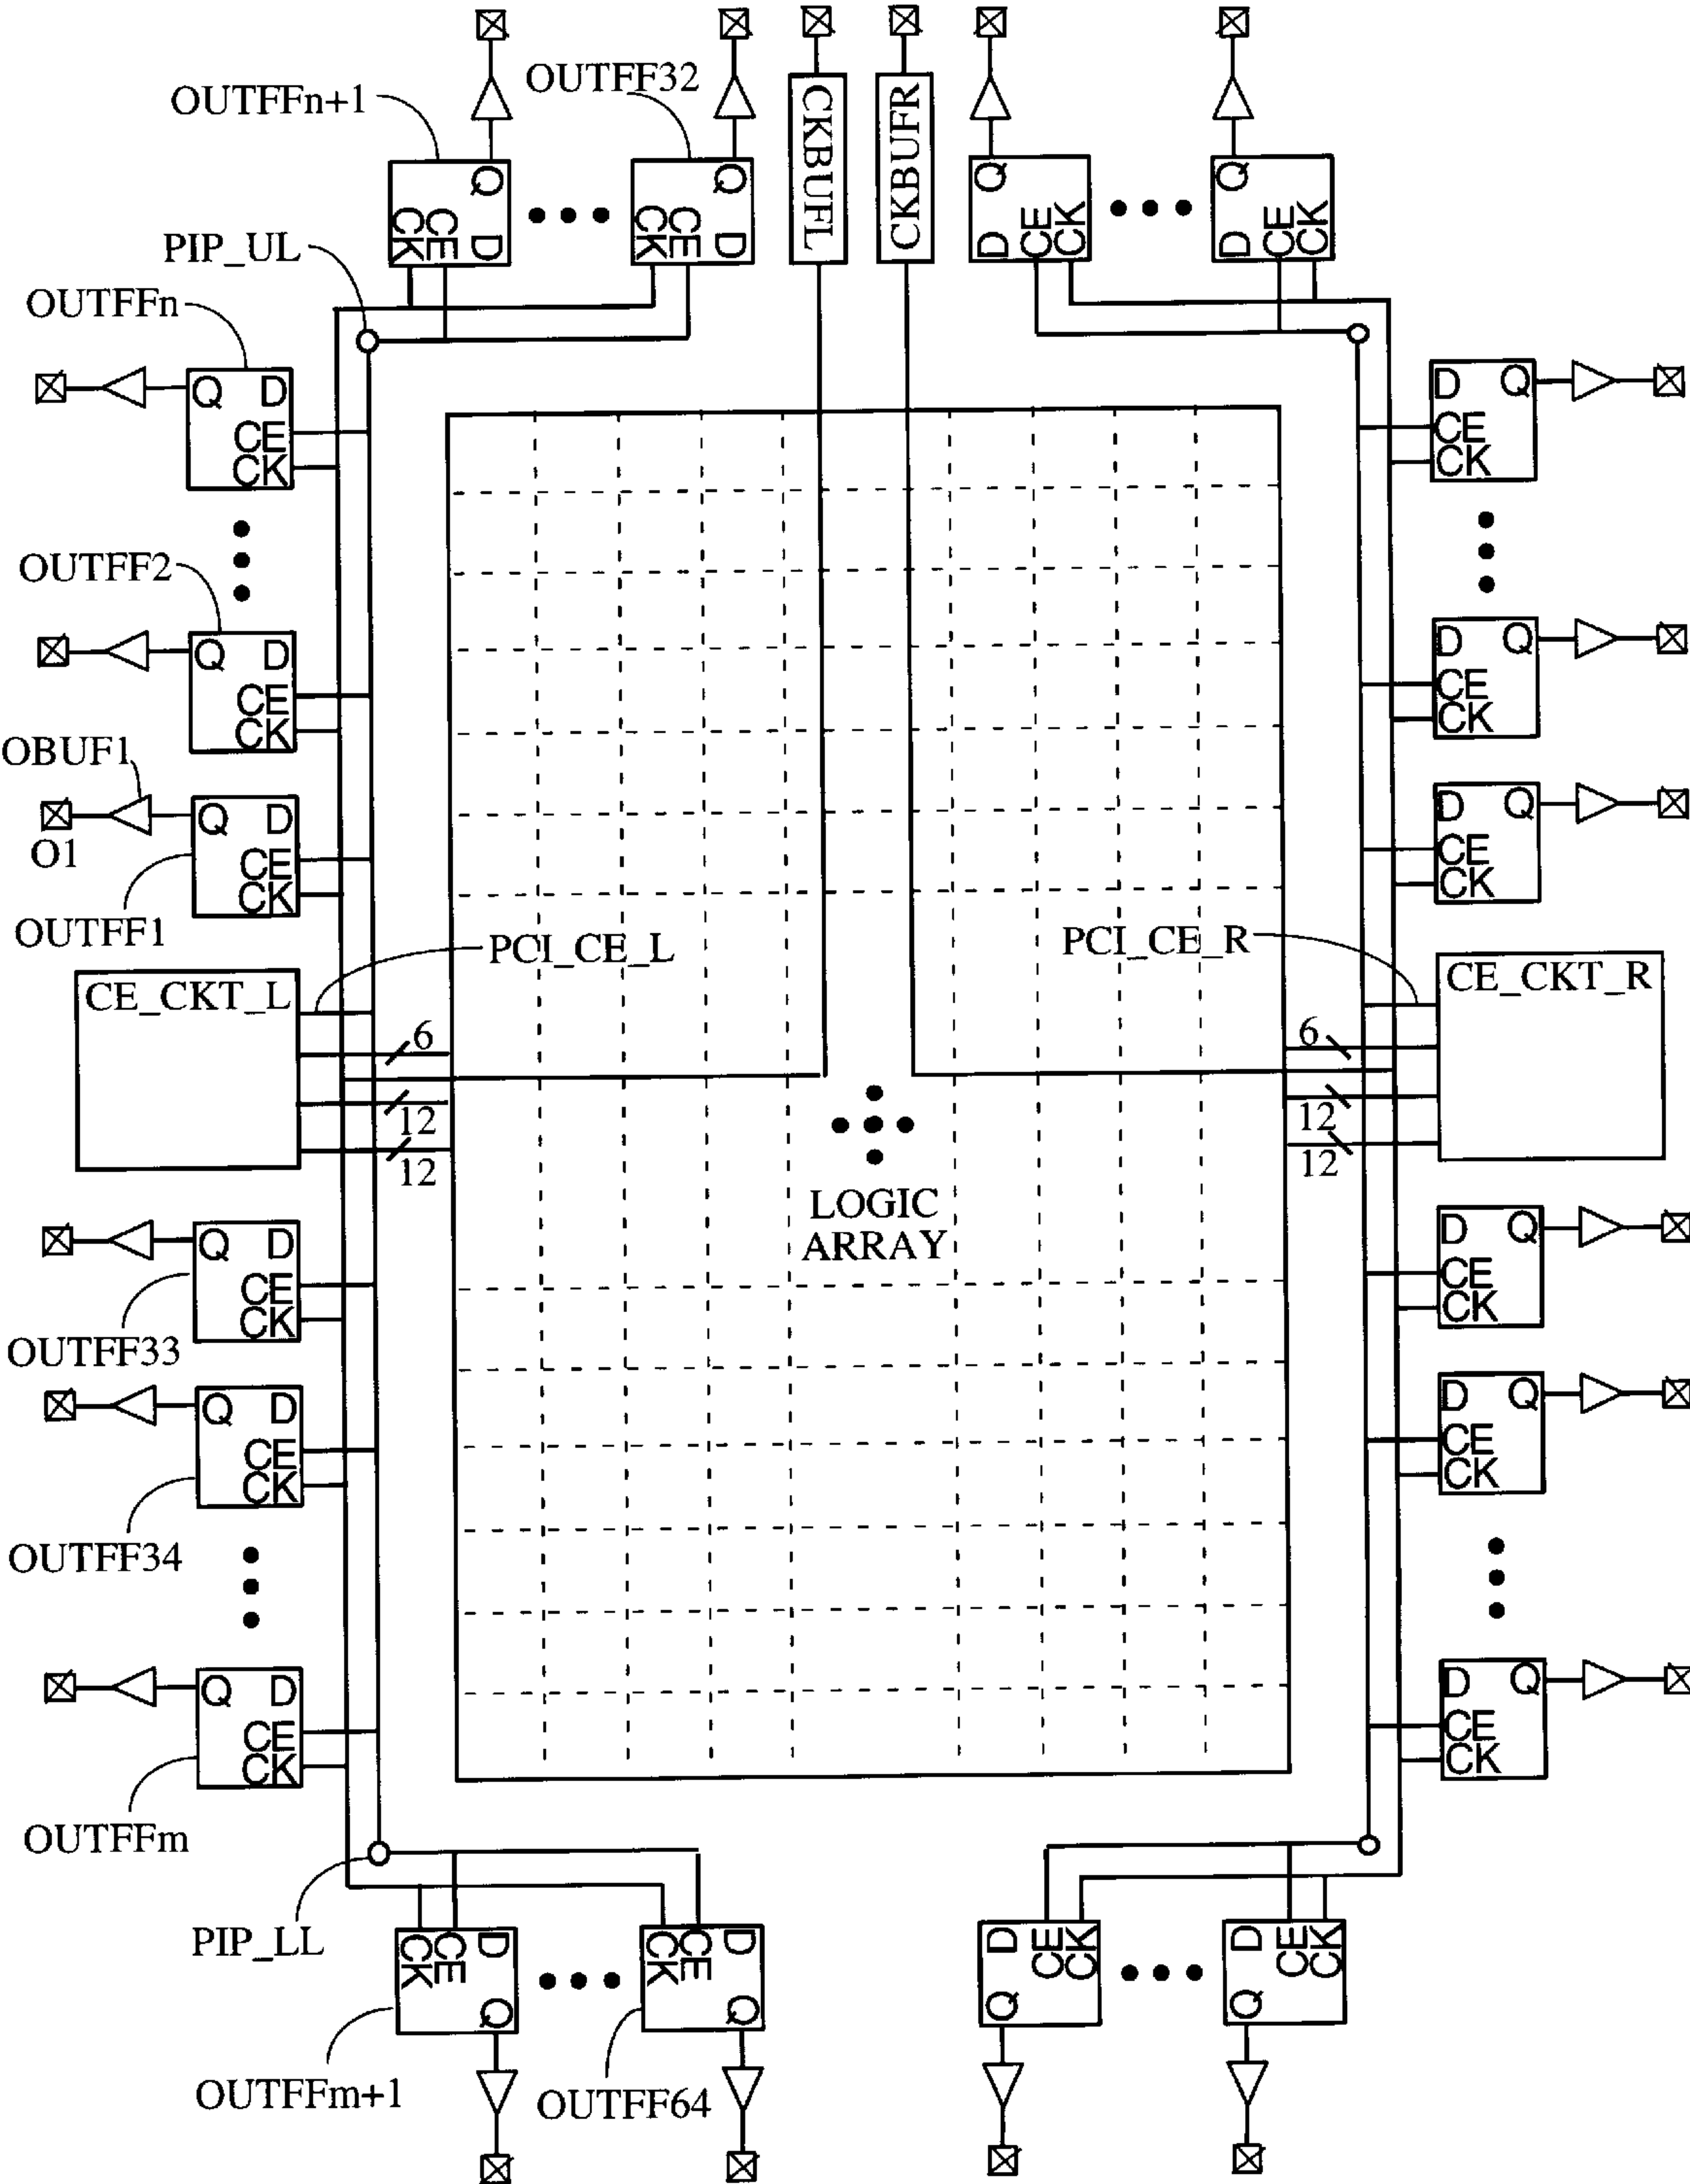 OUTFFn+1
OUTFF32
CKBUFL
CKBUFR
Q
CK
CE
D
Q
CK
CE
D
Q
D
CE
CK
Q
D
CE
CK
PIP_UL
OUTFFn
Q D
CE
CK
D Q
CE
CK
OUTFF2
Q D
CE
CK
D Q
CE
CK
OBUF1
O1
Q D
CE
CK
OUTFF1
D Q
CE
CK
PCI_CE_L
PCI_CE_R
CE_CKT_L
CE_CKT_R
6
12
12
6
12
12
LOGIC
ARRAY
Q D
CE
CK
OUTFF33
D Q
CE
CK
Q D
CE
CK
OUTFF34
D Q
CE
CK
Q D
CE
CK
OUTFFm
D Q
CE
CK
PIP_LL
CK
CE
D
Q
CK
CE
D
Q
D
CE
CK
Q
D
CE
CK
Q
OUTFFm+1
OUTFF64